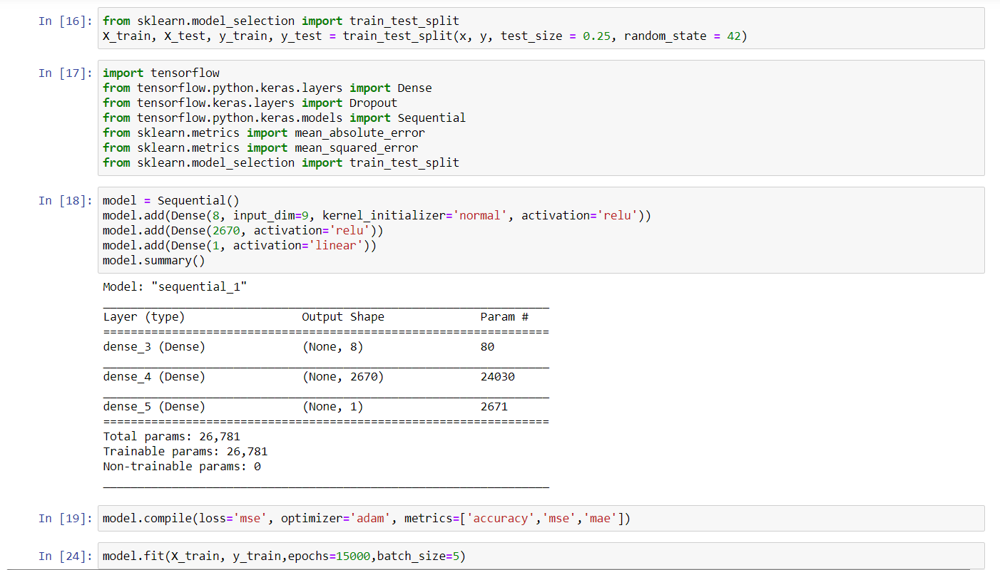 In [16]: from sklearn.model_selection import train_test_split
X_train, X_test, y_train, y_test = train_test_split(x, y, test_size = 0.25, random_state = 42)
In [17]: import tensorflow
from tensorflow.python.keras.layers import Dense
from tensorflow.keras.layers import Dropout
from tensorflow.python.keras.models import Sequential
from sklearn.metrics import mean_absolute_error
from sklearn.metrics import mean_squared_error
from sklearn.model_selection import train_test_split
In [18]: model = Sequential()
model.add(Dense(8, input_dim=9, kernel_initializer='normal', activation='relu'))
model.add(Dense(2670, activation='relu'))
model.add(Dense(1, activation='linear'))
model.summary()
Model: "sequential_1"
_________________________________________________________________
Layer (type) Output Shape Param #
=================================================================
dense_3 (Dense) (None, 8) 80
_________________________________________________________________
dense_4 (Dense) (None, 2670) 24030
_________________________________________________________________
dense_5 (Dense) (None, 1) 2671
=================================================================
Total params: 26,781
Trainable params: 26,781
Non-trainable params: 0
_________________________________________________________________
In [19]: model.compile(loss='mse', optimizer='adam', metrics=['accuracy','mse','mae'])
In [24]: model.fit(X_train, y_train,epochs=15000,batch_size=5)